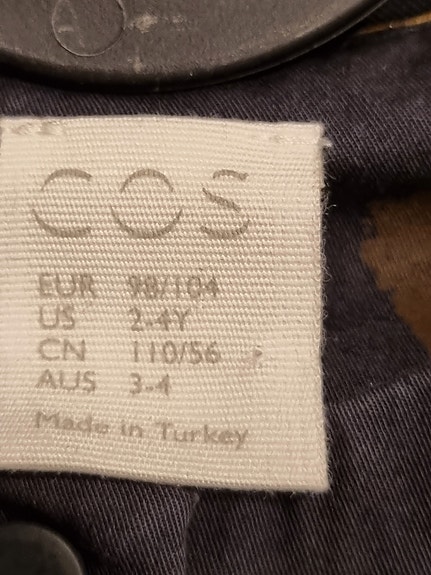 COS
EUR 98/104
US 2-4Y
CN 110/56
AUS 3-4
Made in Turkey